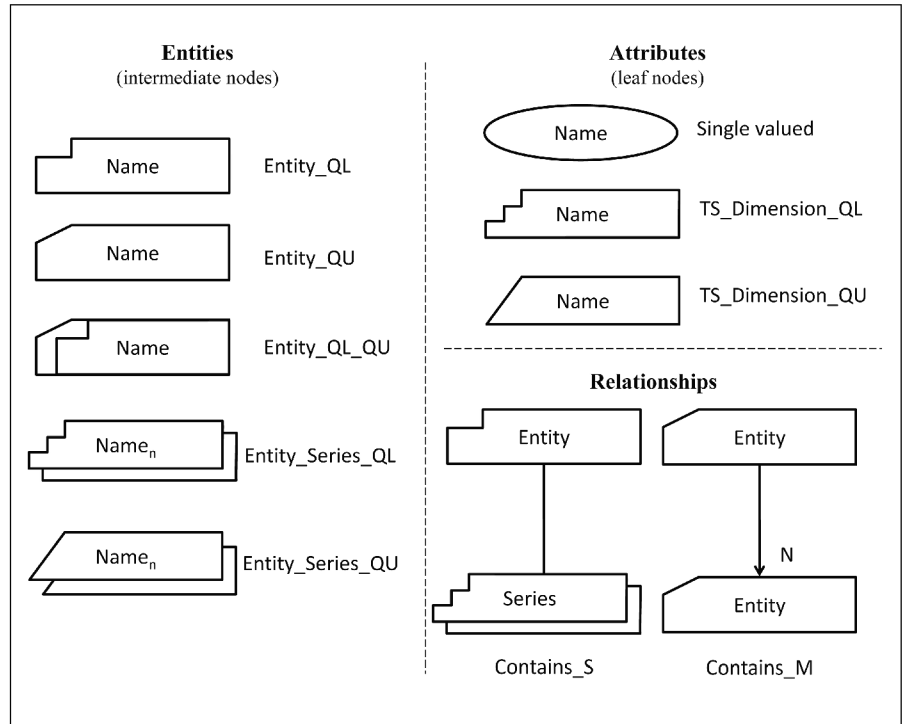 Entities
(intermediate nodes)
Name
Entity_QL
Name
Entity_QU
Name
Entity_QL_QU
Nameₙ
Entity_Series_QL
Nameₙ
Entity_Series_QU
Attributes
(leaf nodes)
Name
Single valued
Name
TS_Dimension_QL
Name
TS_Dimension_QU
Relationships
Entity
Series
Contains_S
Entity
N
Entity
Contains_M